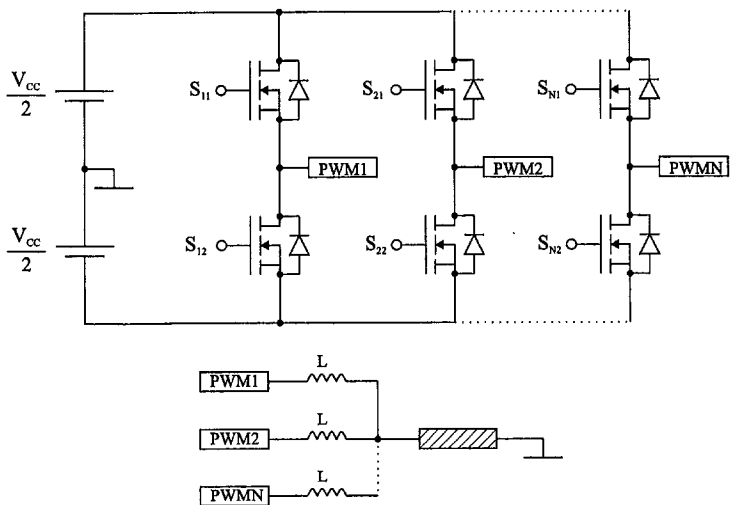 V_CC
2
S_11
S_21
S_N1
PWM1
PWM2
PWMN
V_CC
2
S_12
S_22
S_N2
L
PWM1
L
PWM2
L
PWMN